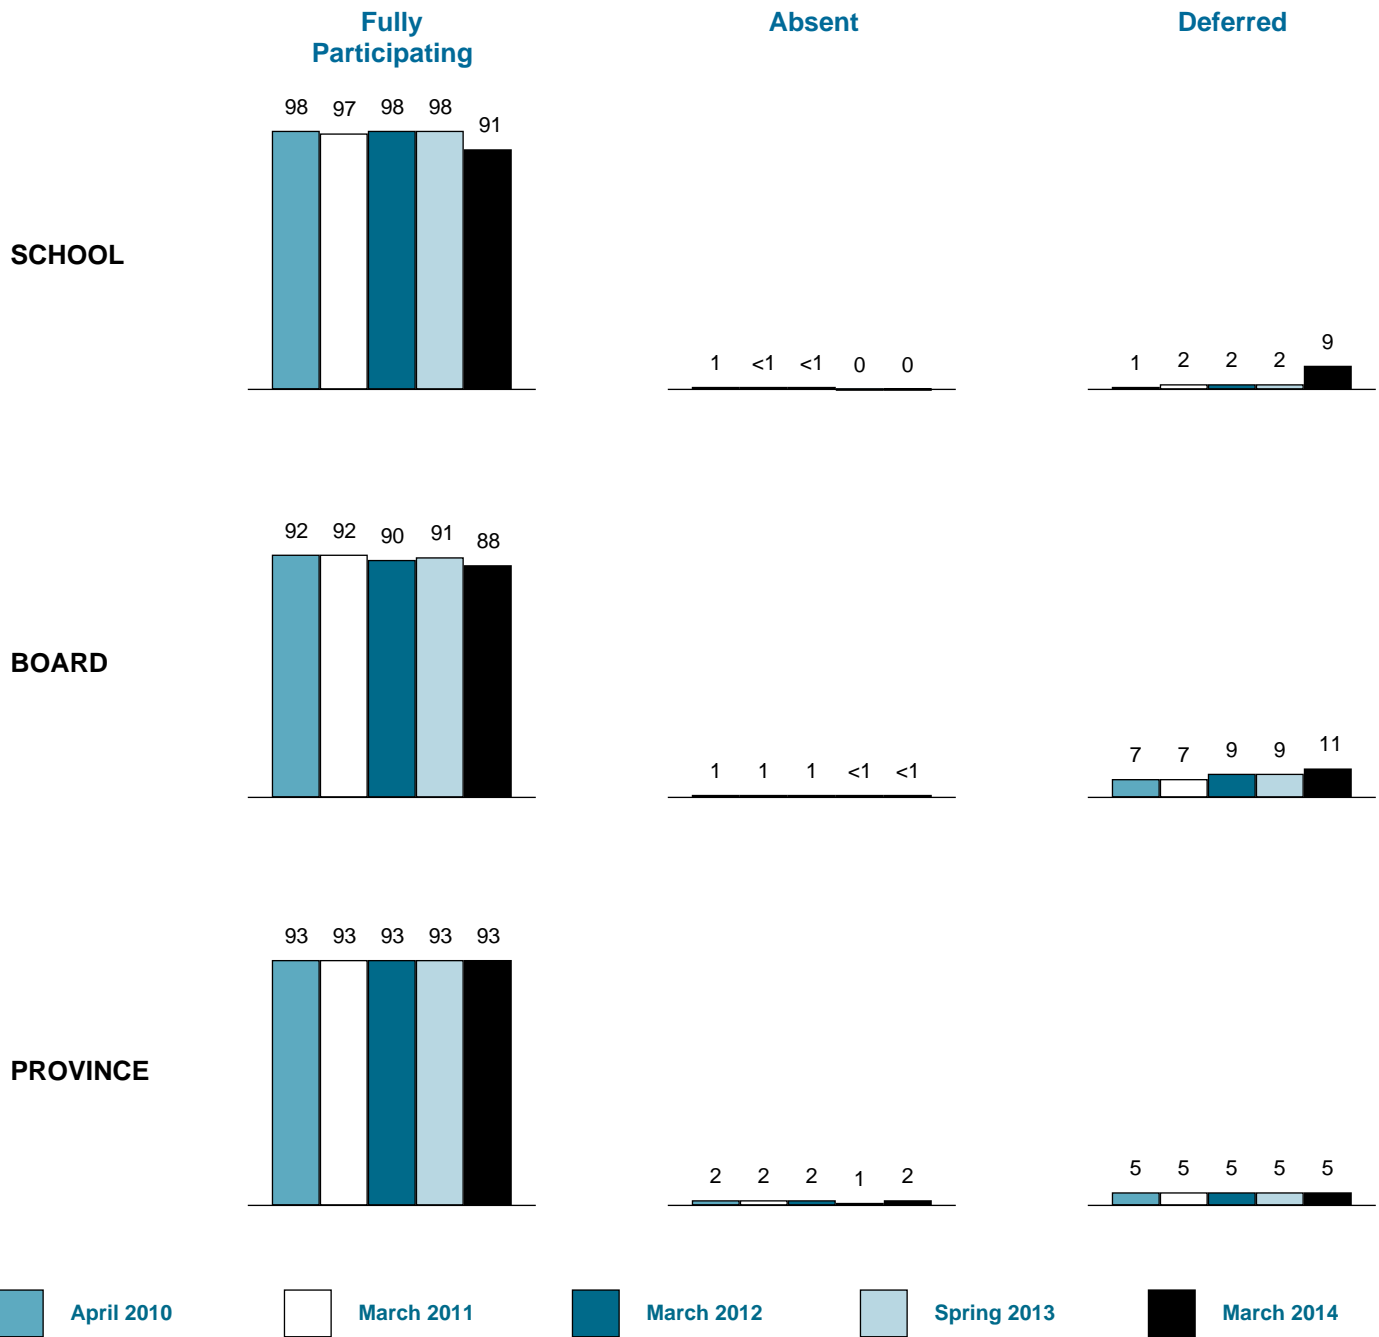 Fully
Participating
Absent
Deferred
98 97 98 98 91
SCHOOL
1 <1 <1 0 0
1 2 2 2 9
92 92 90 91 88
BOARD
1 1 1 <1 <1
7 7 9 9 11
93 93 93 93 93
PROVINCE
2 2 2 1 2
5 5 5 5 5
April 2010
March 2011
March 2012
Spring 2013
March 2014